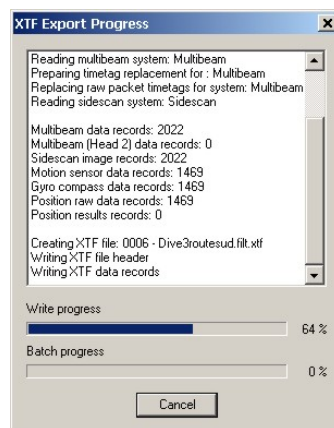 XTF Export Progress
Reading multibeam system: Multibeam
Preparing timetag replacement for : Multibeam
Replacing raw packet timetags for system: Multibeam
Reading sidescan system: Sidescan
Multibeam data records: 2022
Multibeam (Head 2) data records: 0
Sidescan image records: 2022
Motion sensor data records: 1469
Gyro compass data records: 1469
Position raw data records: 1469
Position results records: 0
Creating XTF file: 0006 - Dive3routesud.filt.xtf
Writing XTF file header
Writing XTF data records
Write progress
64 %
Batch progress
0 %
Cancel